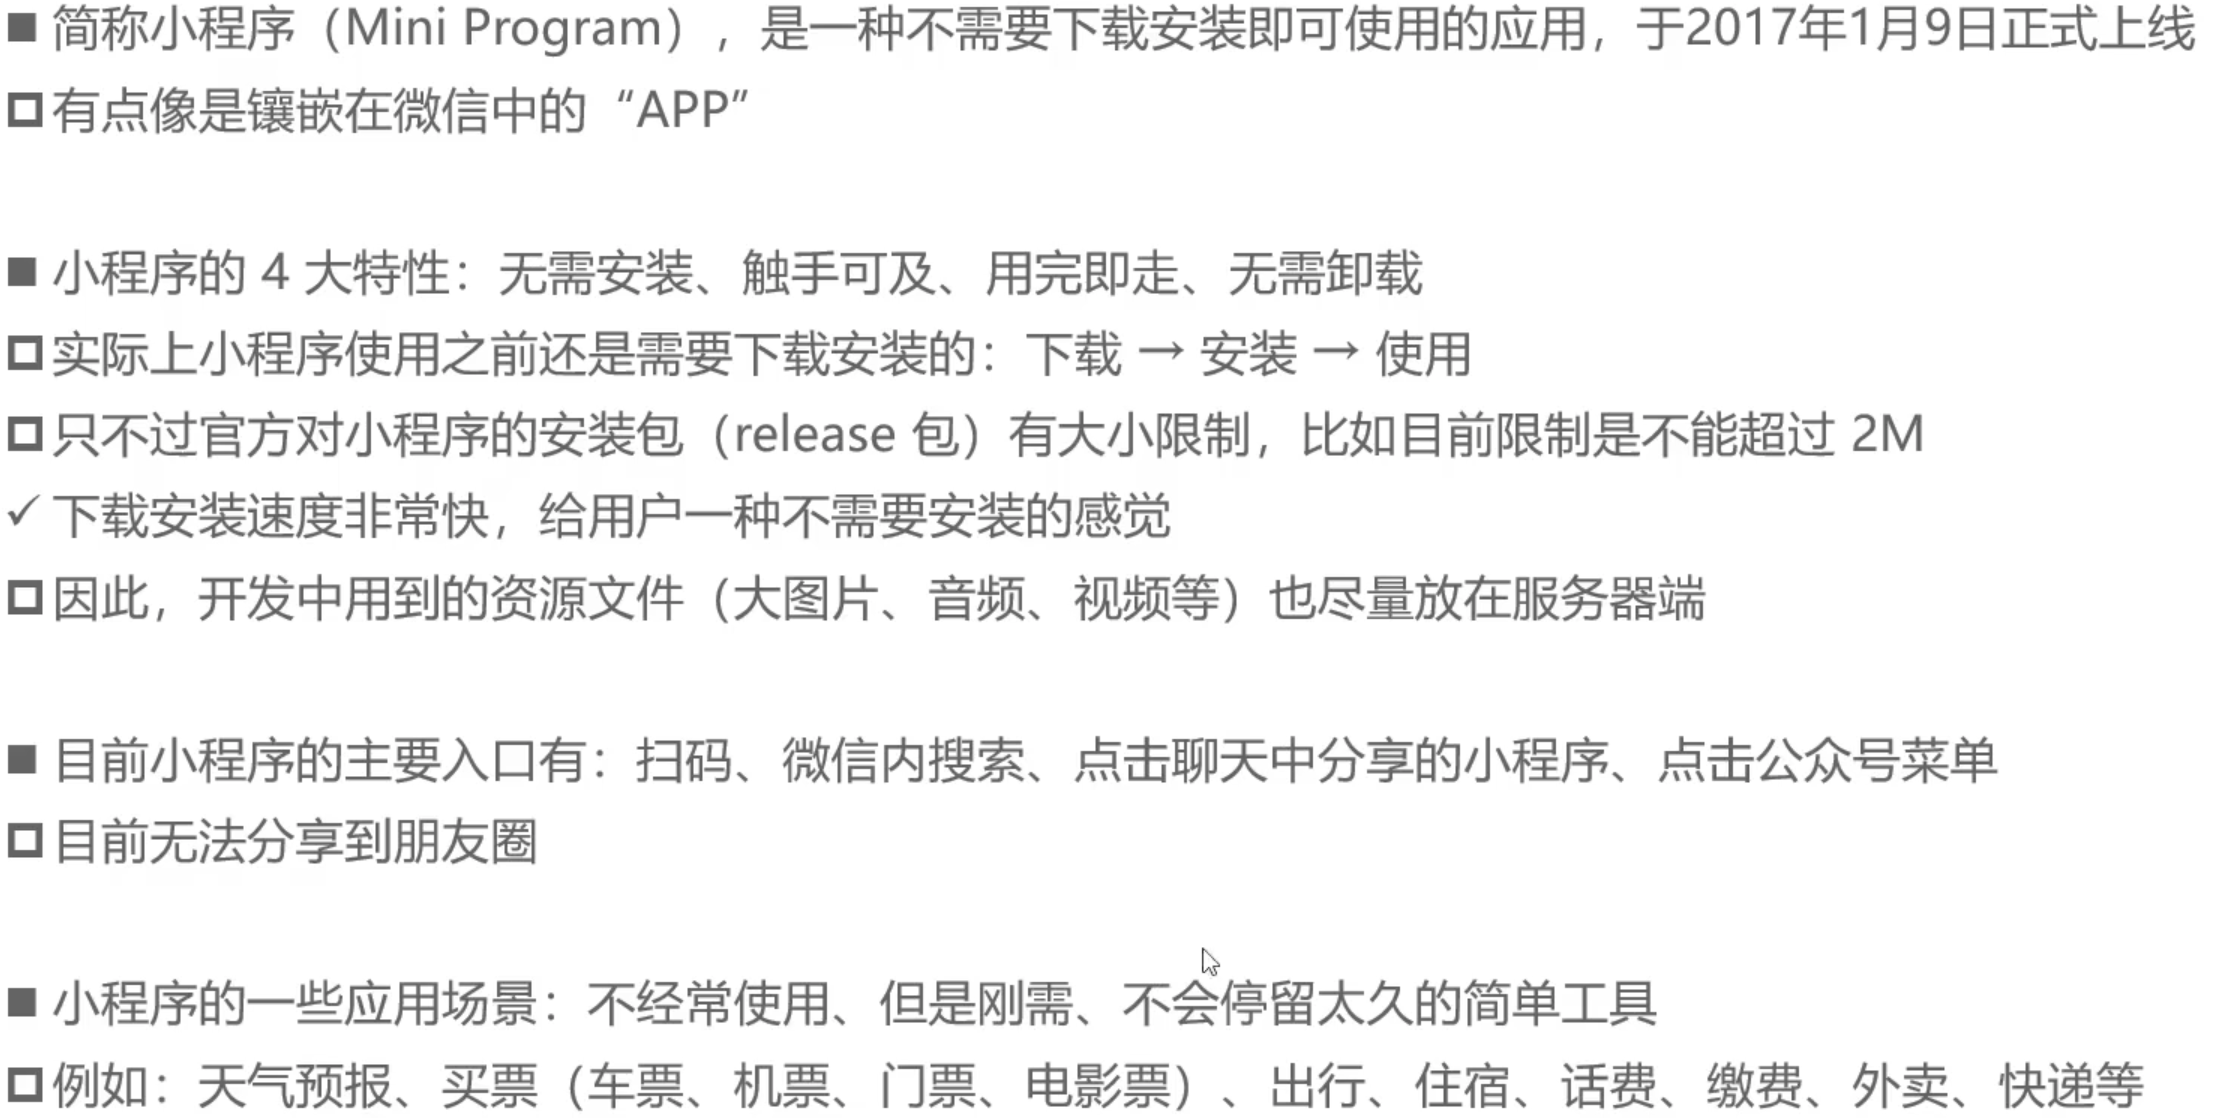 ■ 简称小程序（Mini Program），是一种不需要下载安装即可使用的应用，于2017年1月9日正式上线
□ 有点像是镶嵌在微信中的“APP”
■ 小程序的 4 大特性：无需安装、触手可及、用完即走、无需卸载
□ 实际上小程序使用之前还是需要下载安装的：下载 → 安装 → 使用
□ 只不过官方对小程序的安装包（release 包）有大小限制，比如目前限制是不能超过 2M
✓ 下载安装速度非常快，给用户一种不需要安装的感觉
□ 因此，开发中用到的资源文件（大图片、音频、视频等）也尽量放在服务器端
■ 目前小程序的主要入口有：扫码、微信内搜索、点击聊天中分享的小程序、点击公众号菜单
□ 目前无法分享到朋友圈
■ 小程序的一些应用场景：不经常使用、但是刚需、不会停留太久的简单工具
□ 例如：天气预报、买票（车票、机票、门票、电影票）、出行、住宿、话费、缴费、外卖、快递等